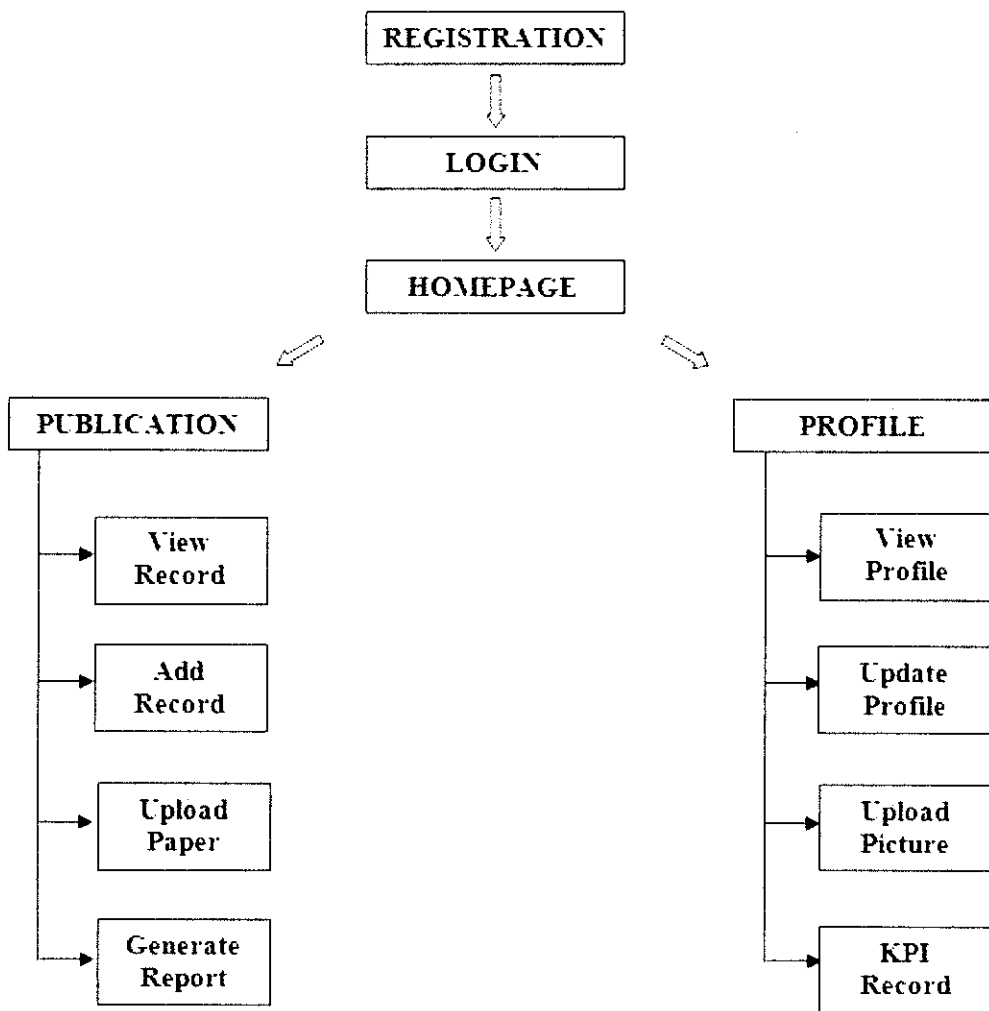 REGISTRATION
LOGIN
HOMEPAGE
PUBLICATION
View
Record
Add
Record
Upload
Paper
Generate
Report
PROFILE
View
Profile
Update
Profile
Upload
Picture
KPI
Record